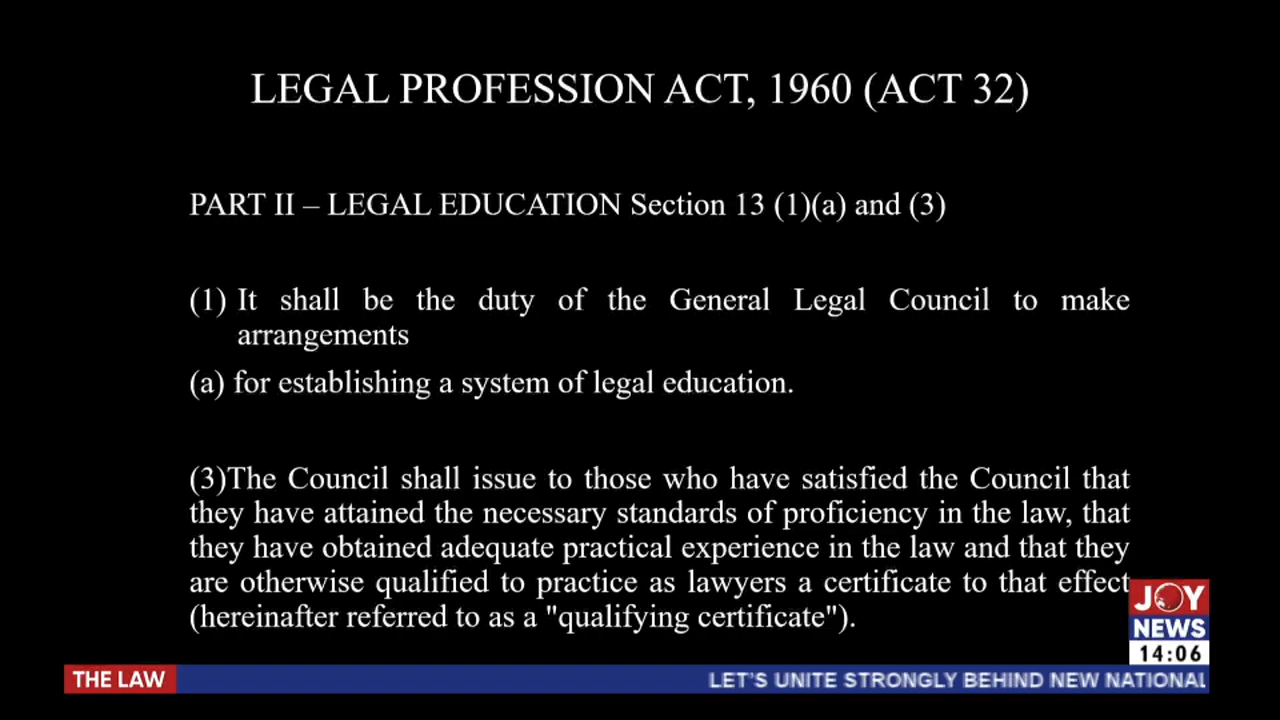 LEGAL PROFESSION ACT, 1960 (ACT 32)
PART II – LEGAL EDUCATION Section 13 (1)(a) and (3)
(1) It shall be the duty of the General Legal Council to make
arrangements
(a) for establishing a system of legal education.
(3)The Council shall issue to those who have satisfied the Council that
they have attained the necessary standards of proficiency in the law, that
they have obtained adequate practical experience in the law and that they
are otherwise qualified to practice as lawyers a certificate to that effect
(hereinafter referred to as a "qualifying certificate").
JOY
NEWS
14:06
THE LAW
LET'S UNITE STRONGLY BEHIND NEW NATIONAL